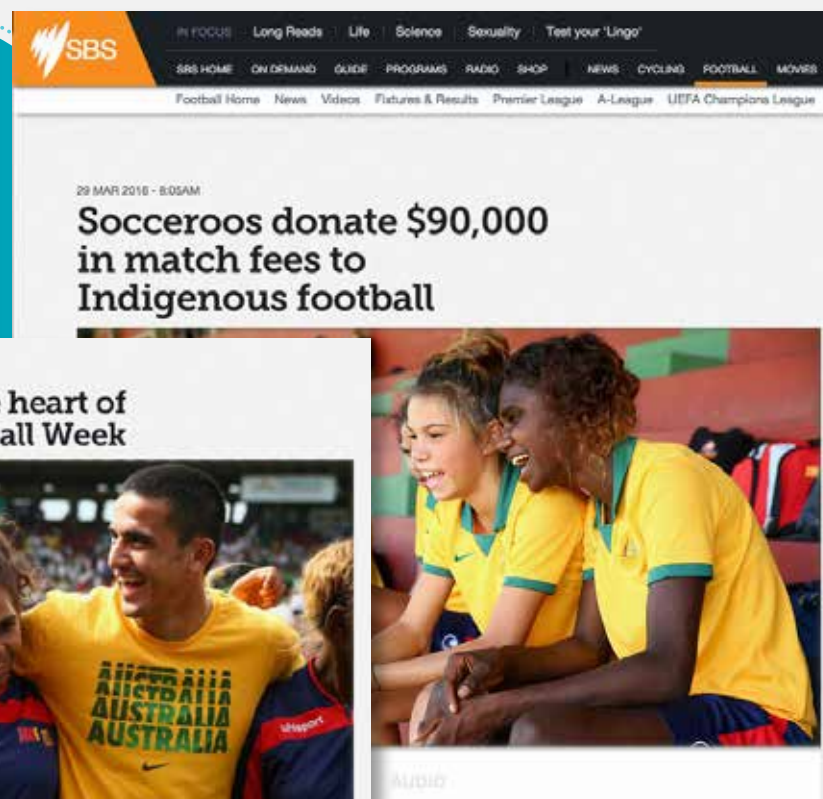 SBS
IN FOCUS Long Reads Life Science Sexuality Test your 'Lingo'
SBS HOME ON DEMAND GUIDE PROGRAMS RADIO SHOP NEWS CYCLING FOOTBALL MOVIES
Football Home News Videos Fixtures & Results Premier League A-League UEFA Champions League
29 MAR 2016 - 8:05AM
Socceroos donate $90,000
in match fees to
Indigenous football
heart of
all Week
AUSTRALIA
AUSTRALIA
AUSTRALIA
AUSTRALIA
uhlsport
AUDIO